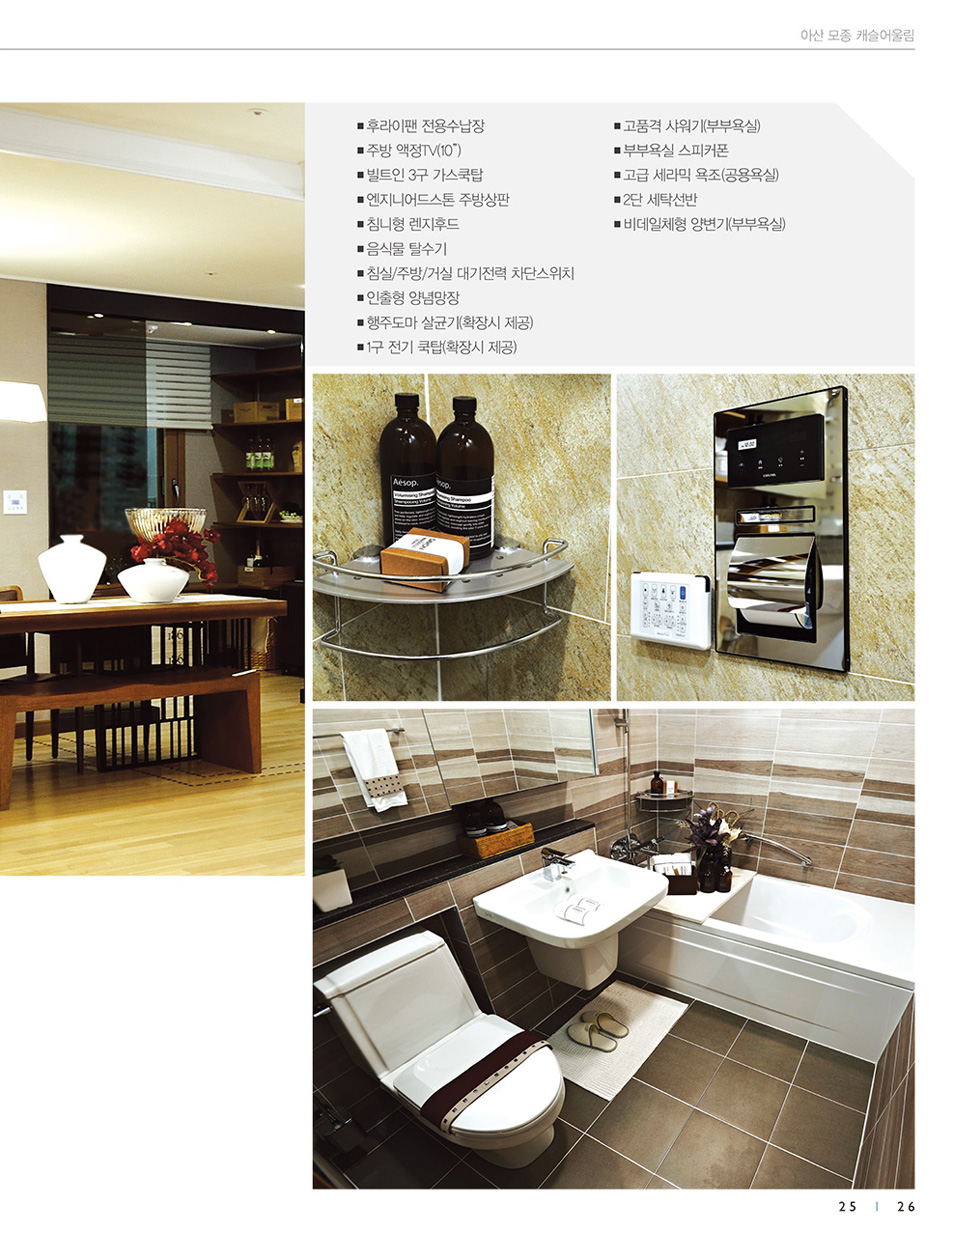 아산 모종 캐슬어울림
■ 후라이팬 전용수납장
■ 주방 액정TV(10˝)
■ 빌트인 3구 가스쿡탑
■ 엔지니어드스톤 주방상판
■ 침니형 렌지후드
■ 음식물 탈수기
■ 침실/주방/거실 대기전력 차단스위치
■ 인출형 양념망장
■ 행주도마 살균기(확장시 제공)
■ 1구 전기 쿡탑(확장시 제공)
■ 고품격 샤워기(부부욕실)
■ 부부욕실 스피커폰
■ 고급 세라믹 욕조(공용욕실)
■ 2단 세탁선반
■ 비데일체형 양변기(부부욕실)
Aēsop.
Volumising Shampoo
Shampooing Volume
Aēsop.
Shampoo
Shampooing Volume
25 | 26